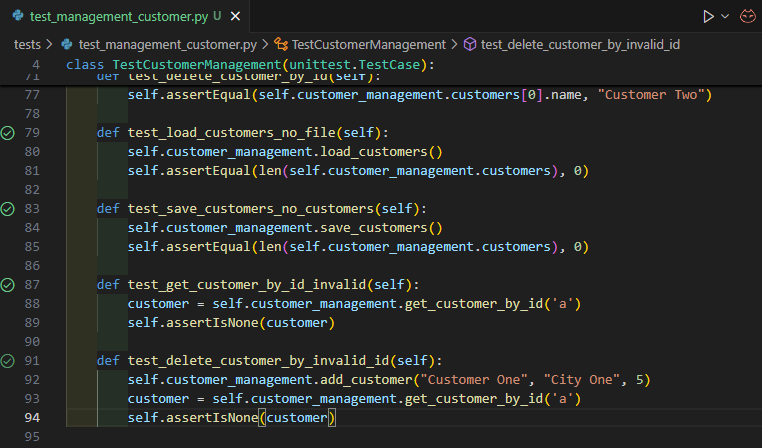 test_management_customer.py U
tests > test_management_customer.py > TestCustomerManagement > test_delete_customer_by_invalid_id
4 class TestCustomerManagement(unittest.TestCase):
71 def test_delete_customer_by_id(self):
77 self.assertEqual(self.customer_management.customers[0].name, "Customer Two")
78
79 def test_load_customers_no_file(self):
80 self.customer_management.load_customers()
81 self.assertEqual(len(self.customer_management.customers), 0)
82
83 def test_save_customers_no_customers(self):
84 self.customer_management.save_customers()
85 self.assertEqual(len(self.customer_management.customers), 0)
86
87 def test_get_customer_by_id_invalid(self):
88 customer = self.customer_management.get_customer_by_id('a')
89 self.assertIsNone(customer)
90
91 def test_delete_customer_by_invalid_id(self):
92 self.customer_management.add_customer("Customer One", "City One", 5)
93 customer = self.customer_management.get_customer_by_id('a')
94 self.assertIsNone(customer)
95